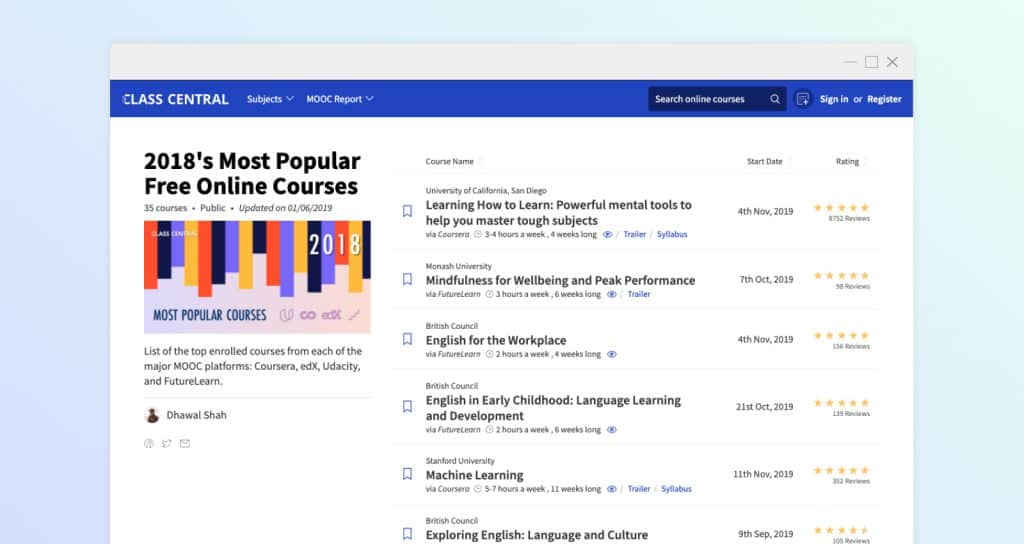 CLASS CENTRAL
Subjects
MOOC Report
Search online courses
Sign in or Register
2018's Most Popular
Free Online Courses
35 courses • Public • Updated on 01/06/2019
CLASS CENTRAL
2018
MOST POPULAR COURSES
edX
List of the top enrolled courses from each of the
major MOOC platforms: Coursera, edX, Udacity,
and FutureLearn.
Dhawal Shah
Course Name
Start Date
Rating
University of California, San Diego
Learning How to Learn: Powerful mental tools to
help you master tough subjects
via Coursera 3-4 hours a week , 4 weeks long / Trailer / Syllabus
4th Nov, 2019
8752 Reviews
Monash University
Mindfulness for Wellbeing and Peak Performance
via FutureLearn 3 hours a week , 6 weeks long / Trailer
7th Oct, 2019
98 Reviews
British Council
English for the Workplace
via FutureLearn 2 hours a week , 4 weeks long
4th Nov, 2019
156 Reviews
British Council
English in Early Childhood: Language Learning
and Development
via FutureLearn 2 hours a week , 6 weeks long
21st Oct, 2019
139 Reviews
Stanford University
Machine Learning
via Coursera 5-7 hours a week , 11 weeks long / Trailer / Syllabus
11th Nov, 2019
352 Reviews
British Council
Exploring English: Language and Culture
9th Sep, 2019
105 Reviews